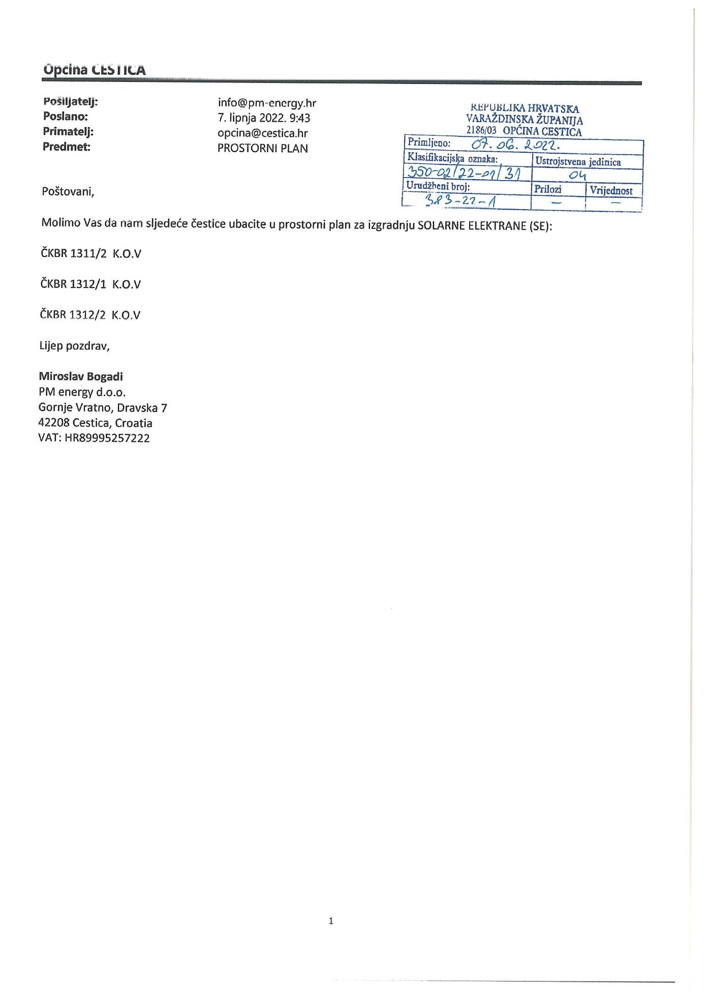 Općina CESTICA
Pošiljatelj: info@pm-energy.hr
Poslano: 7. lipnja 2022. 9:43
Primatelj: opcina@cestica.hr
Predmet: PROSTORNI PLAN
REPUBLIKA HRVATSKA
VARAŽDINSKA ŽUPANIJA
2186/03 OPĆINA CESTICA
Primljeno: 07. 06. 2022.
Klasifikacijska oznaka: Ustrojstvena jedinica
350-02/22-01/31 04
Urudžbeni broj: Prilozi Vrijednost
383-22-1 — —
Poštovani,
Molimo Vas da nam sljedeće čestice ubacite u prostorni plan za izgradnju SOLARNE ELEKTRANE (SE):
ČKBR 1311/2 K.O.V
ČKBR 1312/1 K.O.V
ČKBR 1312/2 K.O.V
Lijep pozdrav,
Miroslav Bogadi
PM energy d.o.o.
Gornje Vratno, Dravska 7
42208 Cestica, Croatia
VAT: HR89995257222
1